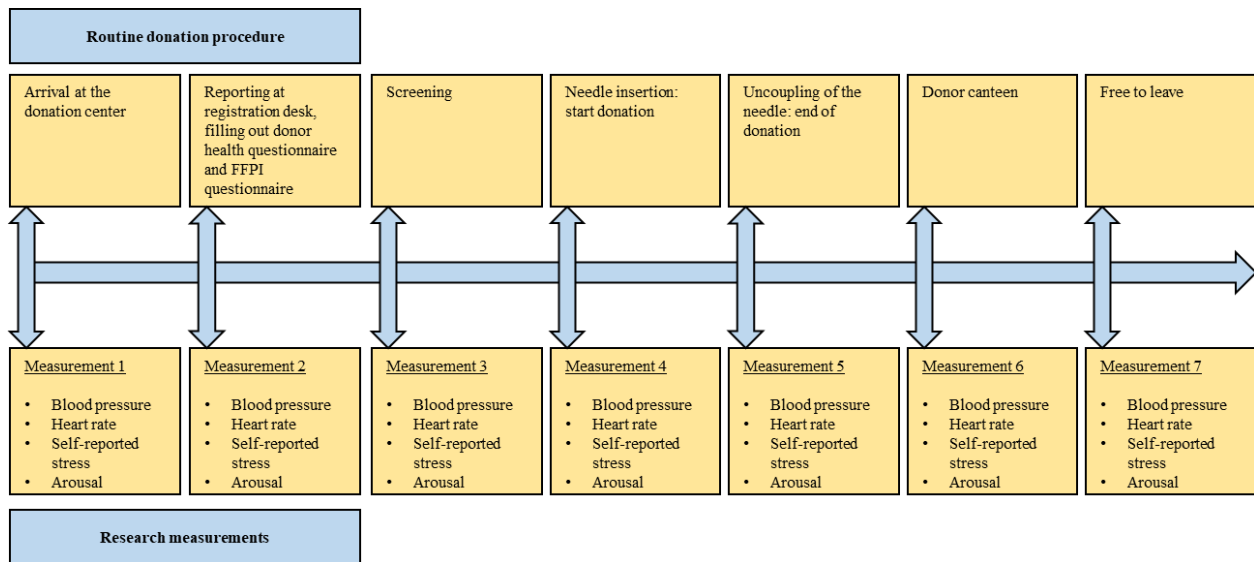 Routine donation procedure
Arrival at the
donation center
Reporting at
registration desk,
filling out donor
health questionnaire
and FFPI
questionnaire
Screening
Needle insertion:
start donation
Uncoupling of the
needle: end of
donation
Donor canteen
Free to leave
Measurement 1
• Blood pressure
• Heart rate
• Self-reported
stress
• Arousal
Measurement 2
• Blood pressure
• Heart rate
• Self-reported
stress
• Arousal
Measurement 3
• Blood pressure
• Heart rate
• Self-reported
stress
• Arousal
Measurement 4
• Blood pressure
• Heart rate
• Self-reported
stress
• Arousal
Measurement 5
• Blood pressure
• Heart rate
• Self-reported
stress
• Arousal
Measurement 6
• Blood pressure
• Heart rate
• Self-reported
stress
• Arousal
Measurement 7
• Blood pressure
• Heart rate
• Self-reported
stress
• Arousal
Research measurements